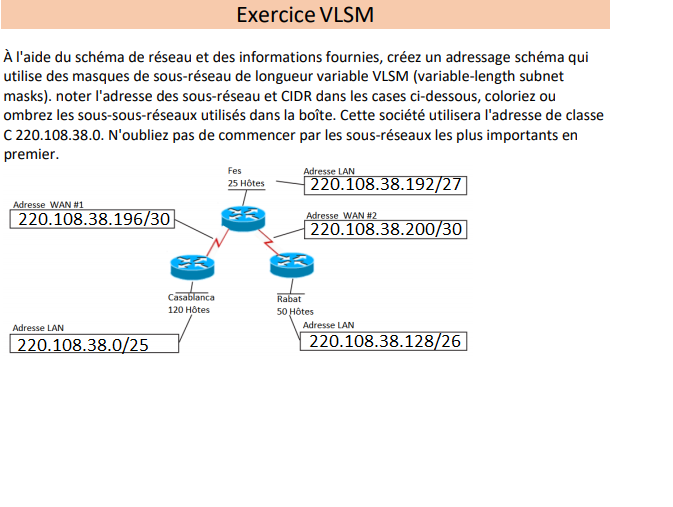 Exercice VLSM
À l'aide du schéma de réseau et des informations fournies, créez un adressage schéma qui
utilise des masques de sous-réseau de longueur variable VLSM (variable-length subnet
masks). noter l'adresse des sous-réseau et CIDR dans les cases ci-dessous, coloriez ou
ombrez les sous-sous-réseaux utilisés dans la boîte. Cette société utilisera l'adresse de classe
C 220.108.38.0. N'oubliez pas de commencer par les sous-réseaux les plus importants en
premier.
Fes
25 Hôtes
Adresse LAN
220.108.38.192/27
Adresse WAN #1
220.108.38.196/30
Adresse WAN #2
220.108.38.200/30
Casablanca
120 Hôtes
Rabat
50 Hôtes
Adresse LAN
220.108.38.0/25
Adresse LAN
220.108.38.128/26